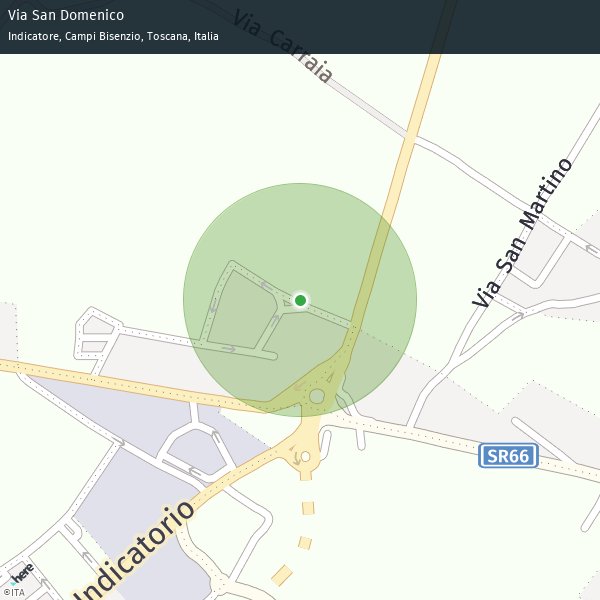 Via San Domenico
Indicatore, Campi Bisenzio, Toscana, Italia
Via Carraia
Via San Martino
SR66
Indicatorio
here
©ITA